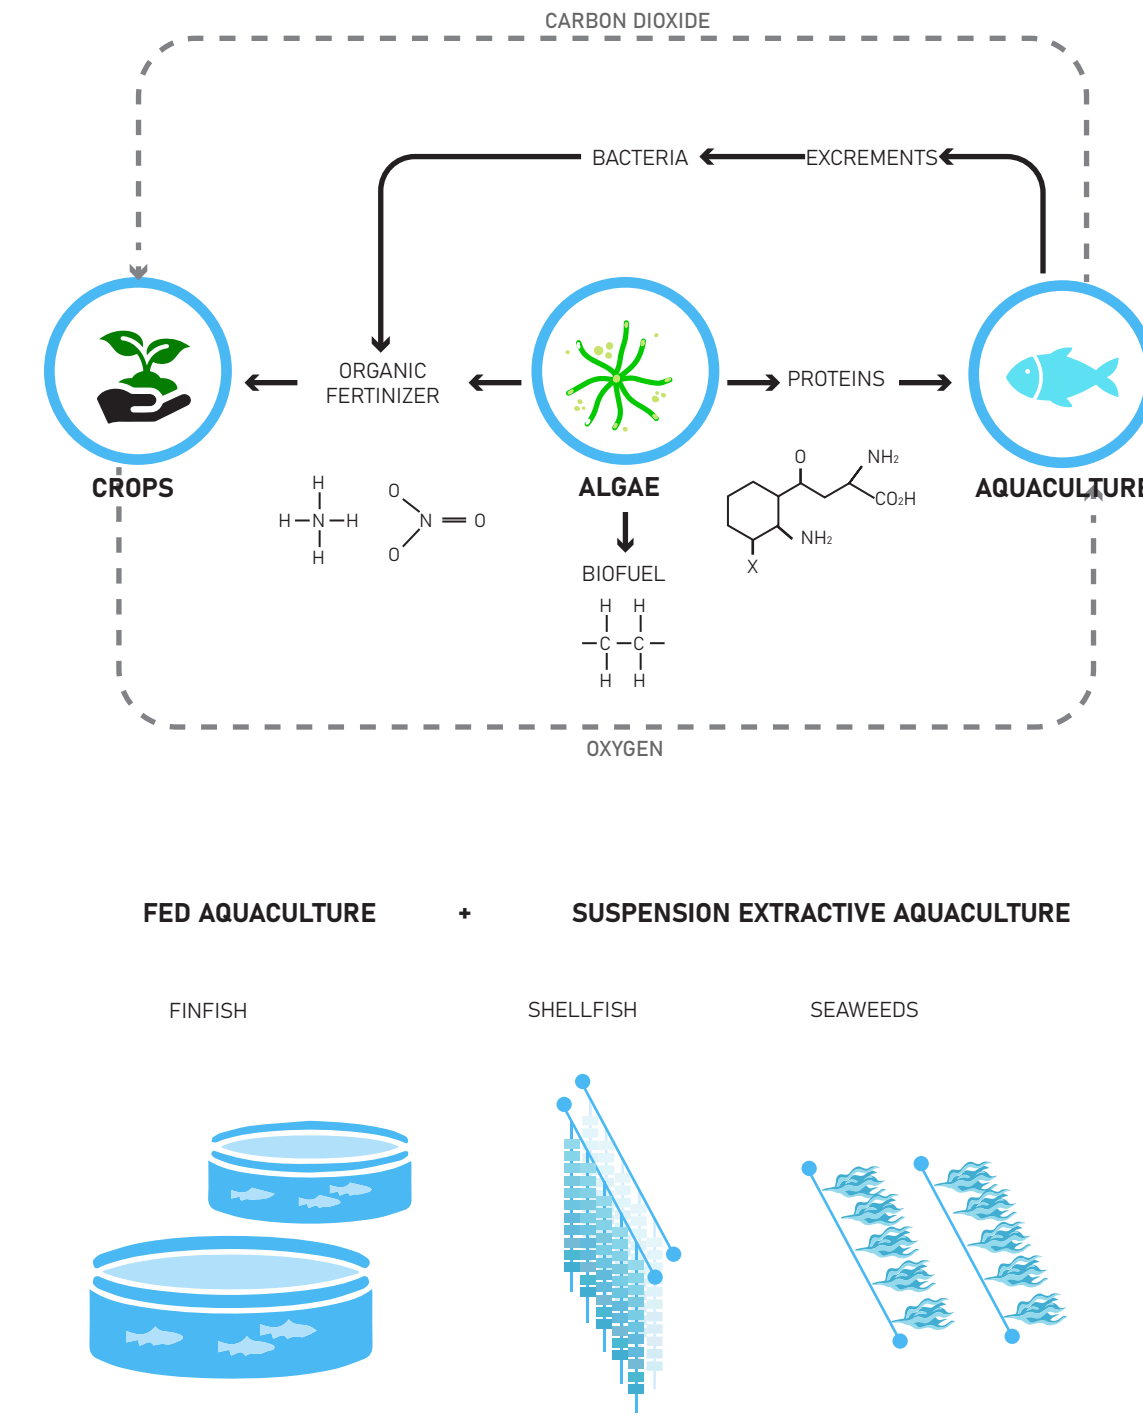 CARBON DIOXIDE
BACTERIA
EXCREMENTS
ORGANIC
FERTINIZER
PROTEINS
CROPS
ALGAE
AQUACULTURE
H
H–N–H
H
O
N = O
O
O
NH₂
CO₂H
NH₂
X
BIOFUEL
H H
–C–C–
H H
OXYGEN
FED AQUACULTURE + SUSPENSION EXTRACTIVE AQUACULTURE
FINFISH
SHELLFISH
SEAWEEDS